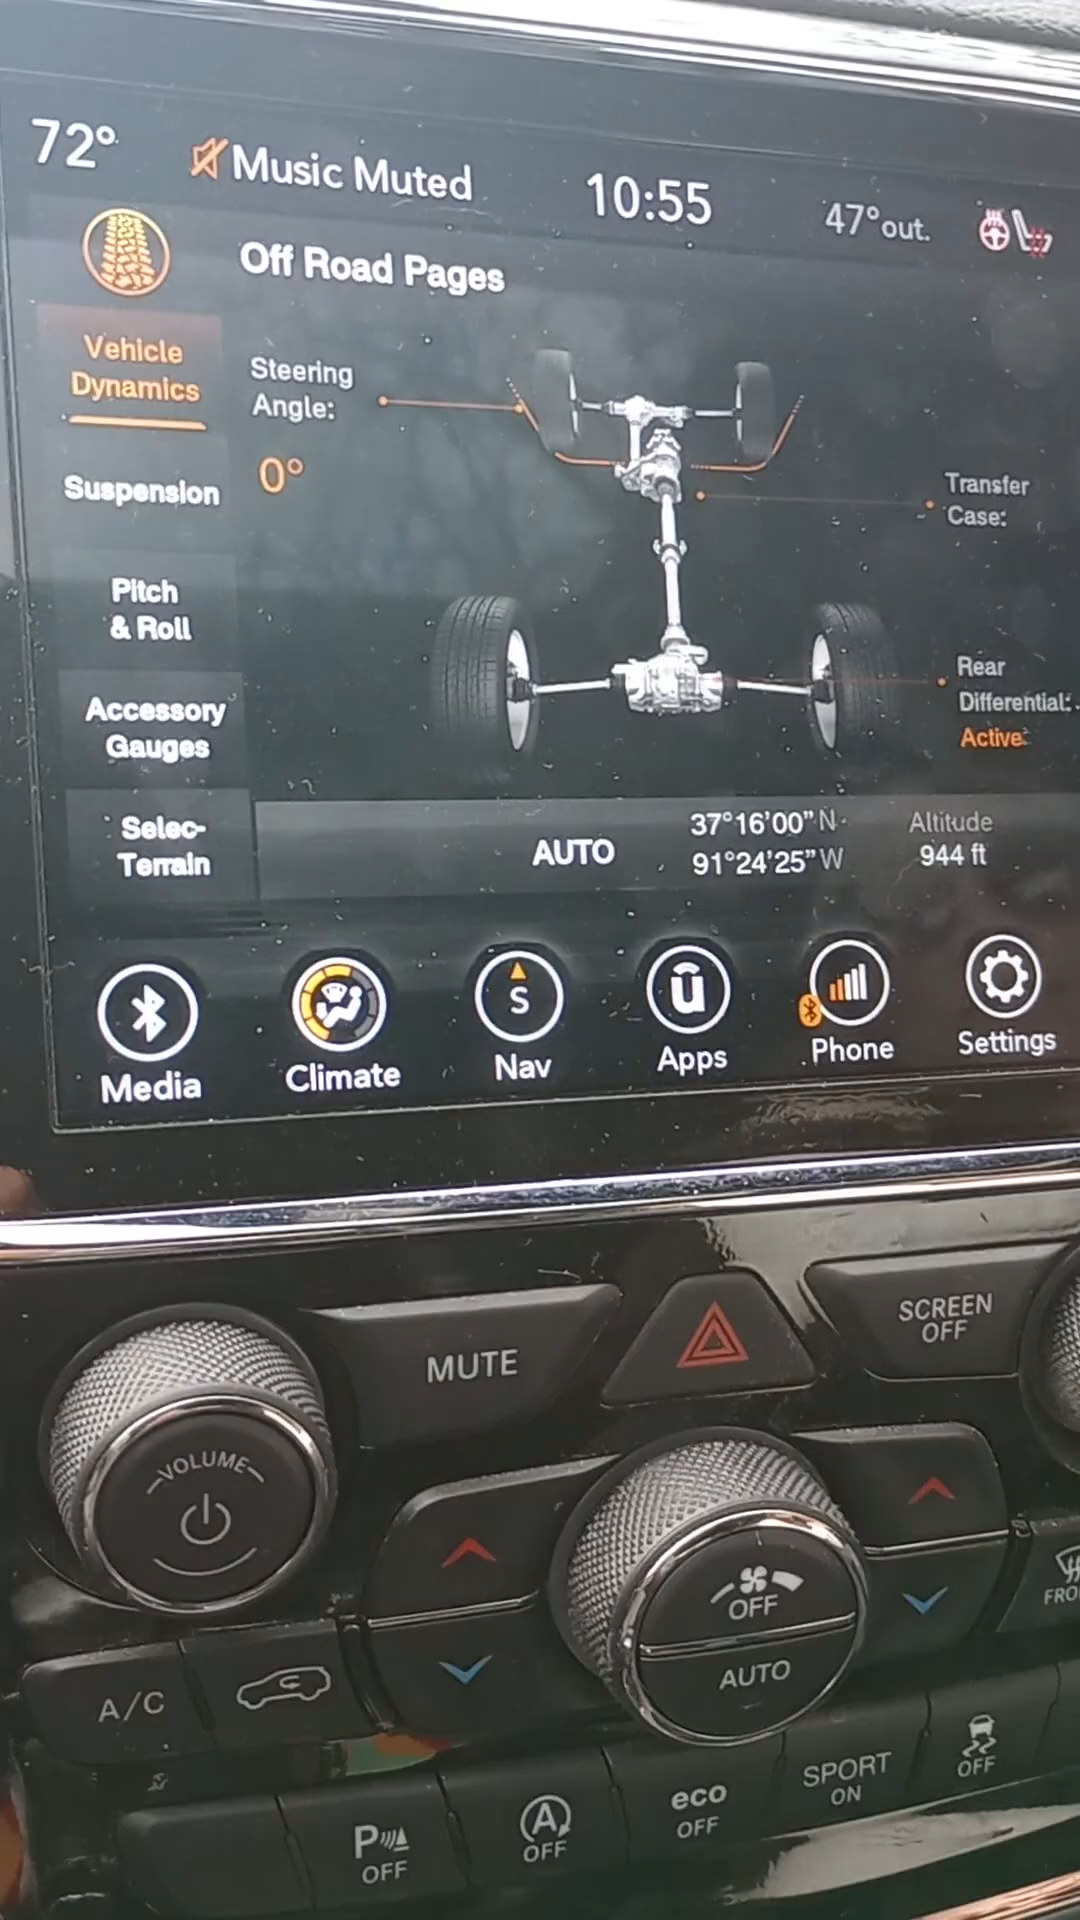 72°
Music Muted
10:55
47°out.
Off Road Pages
Vehicle
Dynamics
Steering
Angle:
0°
Suspension
Transfer
Case:
Pitch
& Roll
Rear
Differential:
Active
Accessory
Gauges
Selec-
Terrain
AUTO
37°16'00"N
91°24'25"W
Altitude
944 ft
S
Media
Climate
Nav
Apps
Phone
Settings
MUTE
SCREEN
OFF
VOLUME
OFF
AUTO
A/C
FRO
P
OFF
A
OFF
eco
OFF
SPORT
ON
OFF